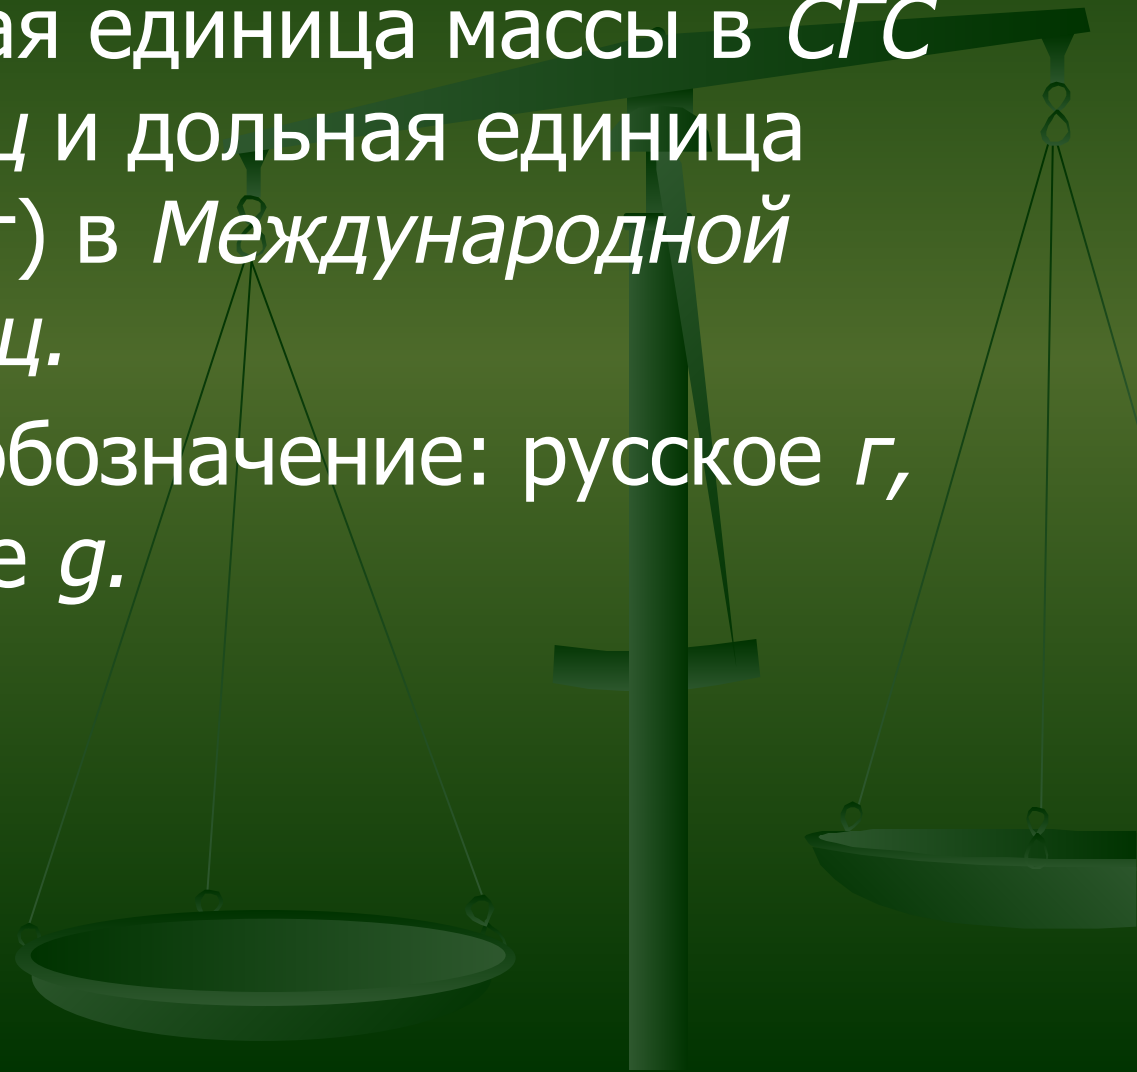 ая единица массы в СГС
ц и дольная единица
г) в Международной
ц.
обозначение: русское г,
е g.